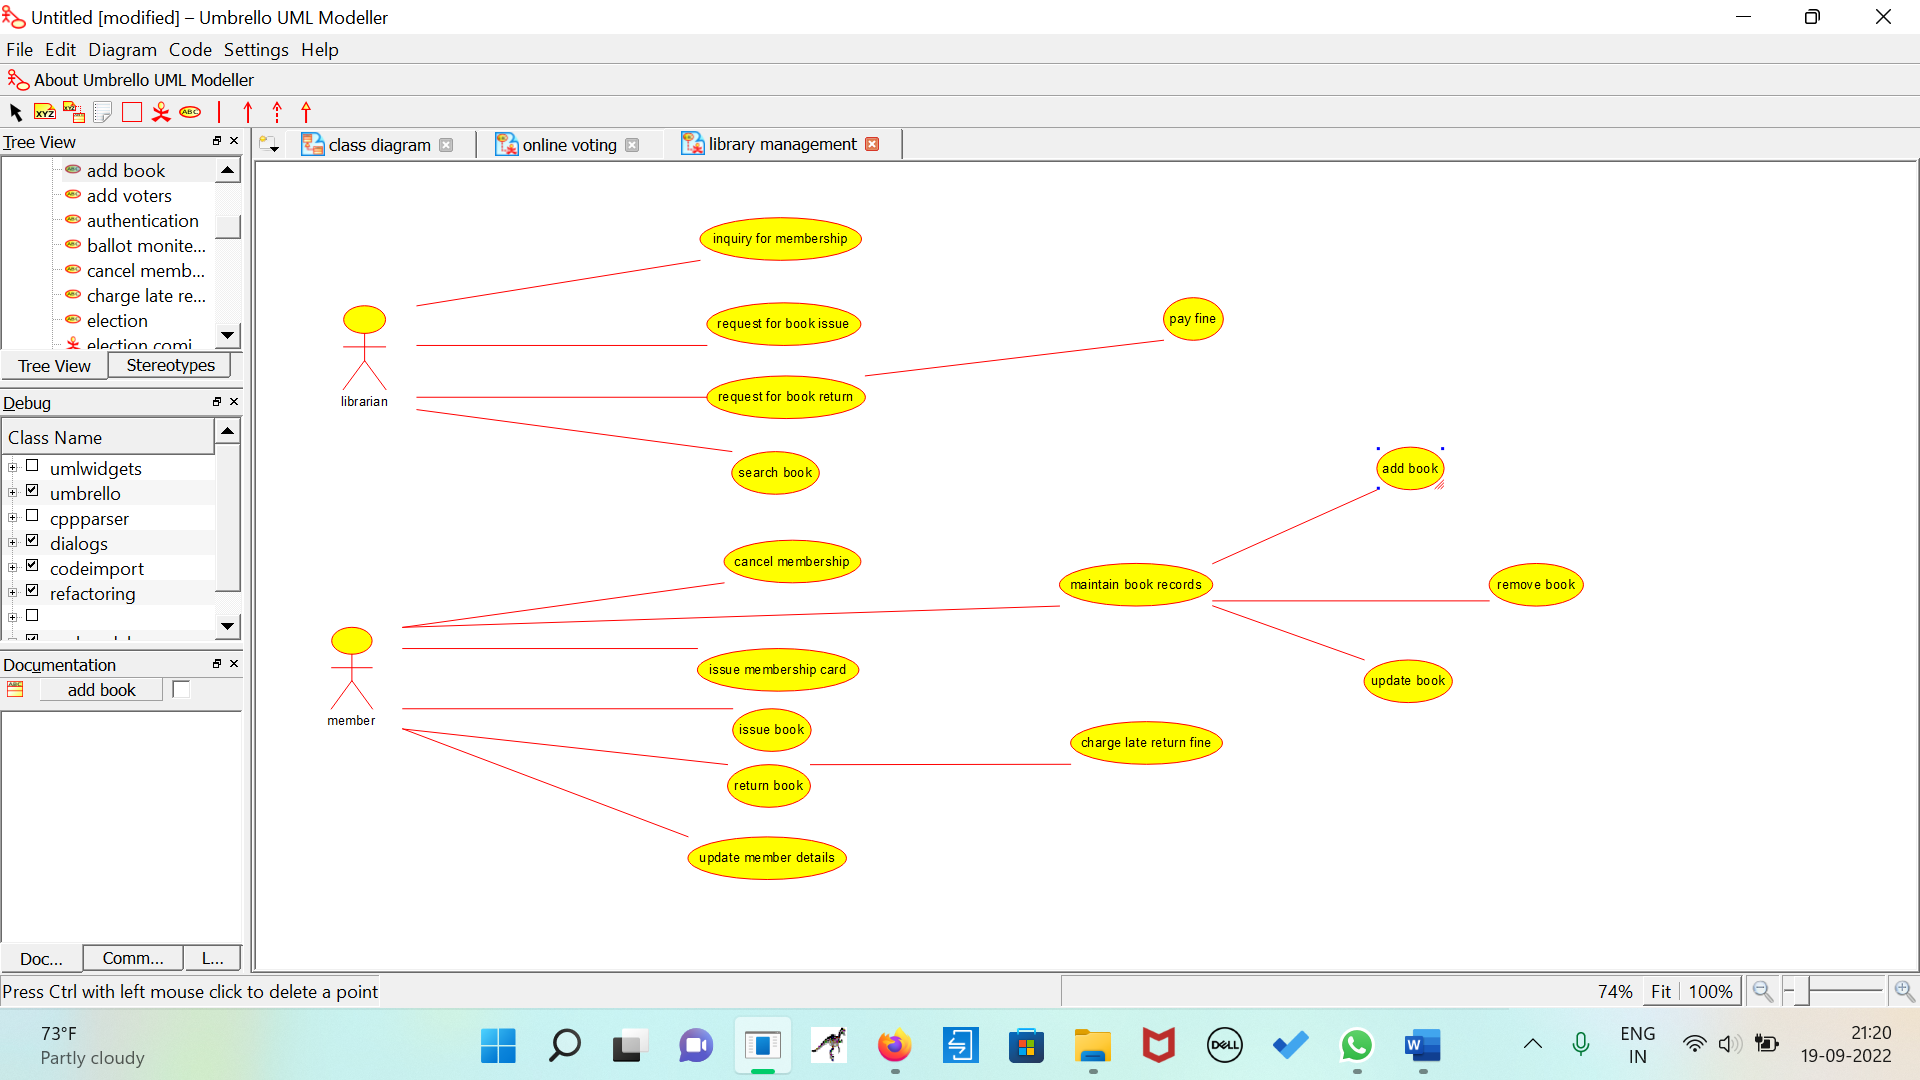 Untitled [modified] – Umbrello UML Modeller
File Edit Diagram Code Settings Help
About Umbrello UML Modeller
XYZ XYZ ABC
Tree View
class diagram
online voting
library management
add book
add voters
authentication
ballot monite...
cancel memb...
charge late re...
election
election comi
Tree View Stereotypes
Debug
Class Name
umlwidgets
umbrello
cppparser
dialogs
codeimport
refactoring
Documentation
add book
Doc... Comm... L...
inquiry for membership
request for book issue
pay fine
request for book return
librarian
search book
add book
cancel membership
maintain book records
remove book
issue membership card
update book
member
issue book
charge late return fine
return book
update member details
Press Ctrl with left mouse click to delete a point
74% Fit 100%
73°F
Partly cloudy
DELL
W
ENG
IN
21:20
19-09-2022